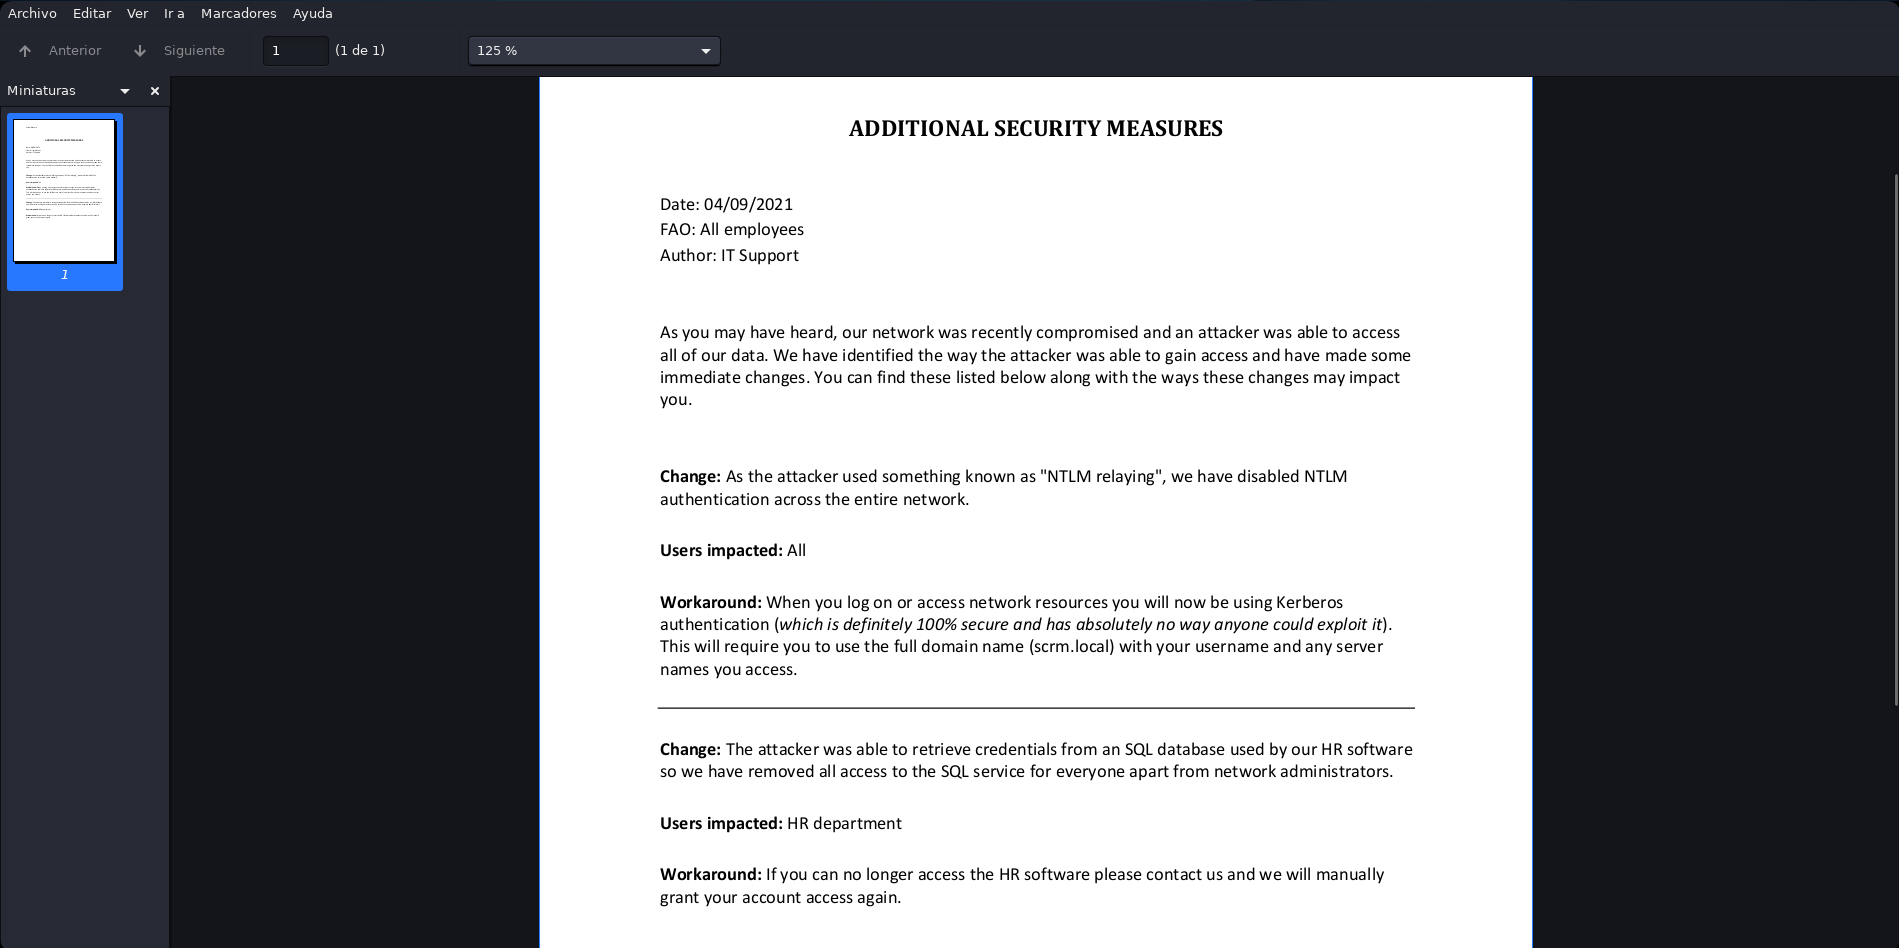 Archivo Editar Ver Ir a Marcadores Ayuda
Anterior Siguiente 1 (1 de 1) 125 %
Miniaturas
1
ADDITIONAL SECURITY MEASURES
Date: 04/09/2021
FAO: All employees
Author: IT Support
As you may have heard, our network was recently compromised and an attacker was able to access
all of our data. We have identified the way the attacker was able to gain access and have made some
immediate changes. You can find these listed below along with the ways these changes may impact
you.
Change: As the attacker used something known as "NTLM relaying", we have disabled NTLM
authentication across the entire network.
Users impacted: All
Workaround: When you log on or access network resources you will now be using Kerberos
authentication (which is definitely 100% secure and has absolutely no way anyone could exploit it).
This will require you to use the full domain name (scrm.local) with your username and any server
names you access.
Change: The attacker was able to retrieve credentials from an SQL database used by our HR software
so we have removed all access to the SQL service for everyone apart from network administrators.
Users impacted: HR department
Workaround: If you can no longer access the HR software please contact us and we will manually
grant your account access again.